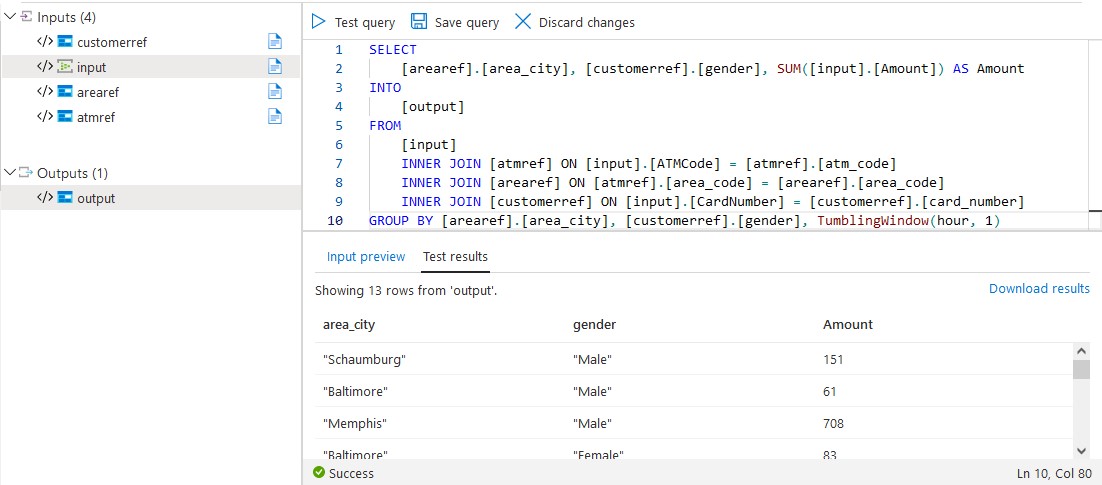 Inputs (4)
</> customerref
</> input
</> arearef
</> atmref
Outputs (1)
</> output
Test query Save query Discard changes
1 SELECT
2 [arearef].[area_city], [customerref].[gender], SUM([input].[Amount]) AS Amount
3 INTO
4 [output]
5 FROM
6 [input]
7 INNER JOIN [atmref] ON [input].[ATMCode] = [atmref].[atm_code]
8 INNER JOIN [arearef] ON [atmref].[area_code] = [arearef].[area_code]
9 INNER JOIN [customerref] ON [input].[CardNumber] = [customerref].[card_number]
10 GROUP BY [arearef].[area_city], [customerref].[gender], TumblingWindow(hour, 1)
Input preview Test results
Showing 13 rows from 'output'. Download results
area_city gender Amount
"Schaumburg" "Male" 151
"Baltimore" "Male" 61
"Memphis" "Male" 708
"Baltimore" "Female" 83
Success Ln 10, Col 80